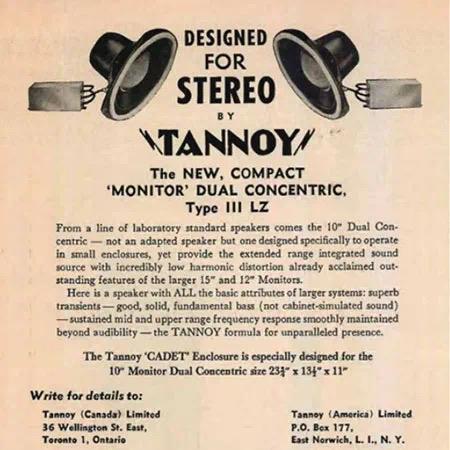 DESIGNED
FOR
STEREO
BY
TANNOY
The NEW, COMPACT
'MONITOR' DUAL CONCENTRIC,
Type III LZ
From a line of laboratory standard speakers comes the 10" Dual Con-
centric — not an adapted speaker but one designed specifically to operate
in small enclosures, yet provide the extended range integrated sound
source with incredibly low harmonic distortion already acclaimed out-
standing features of the larger 15" and 12" Monitors.
Here is a speaker with ALL the basic attributes of larger systems: superb
transients — good, solid, fundamental bass (not cabinet-simulated sound)
— sustained mid and upper range frequency response smoothly maintained
beyond audibility — the TANNOY formula for unparalleled presence.
The Tannoy 'CADET' Enclosure is especially designed for the
10" Monitor Dual Concentric size 23¾" x 13½" x 11"
Write for details to:
Tannoy (Canada) Limited
36 Wellington St. East,
Toronto 1, Ontario
Tannoy (America) Limited
P.O. Box 177,
East Norwich, L. I., N. Y.